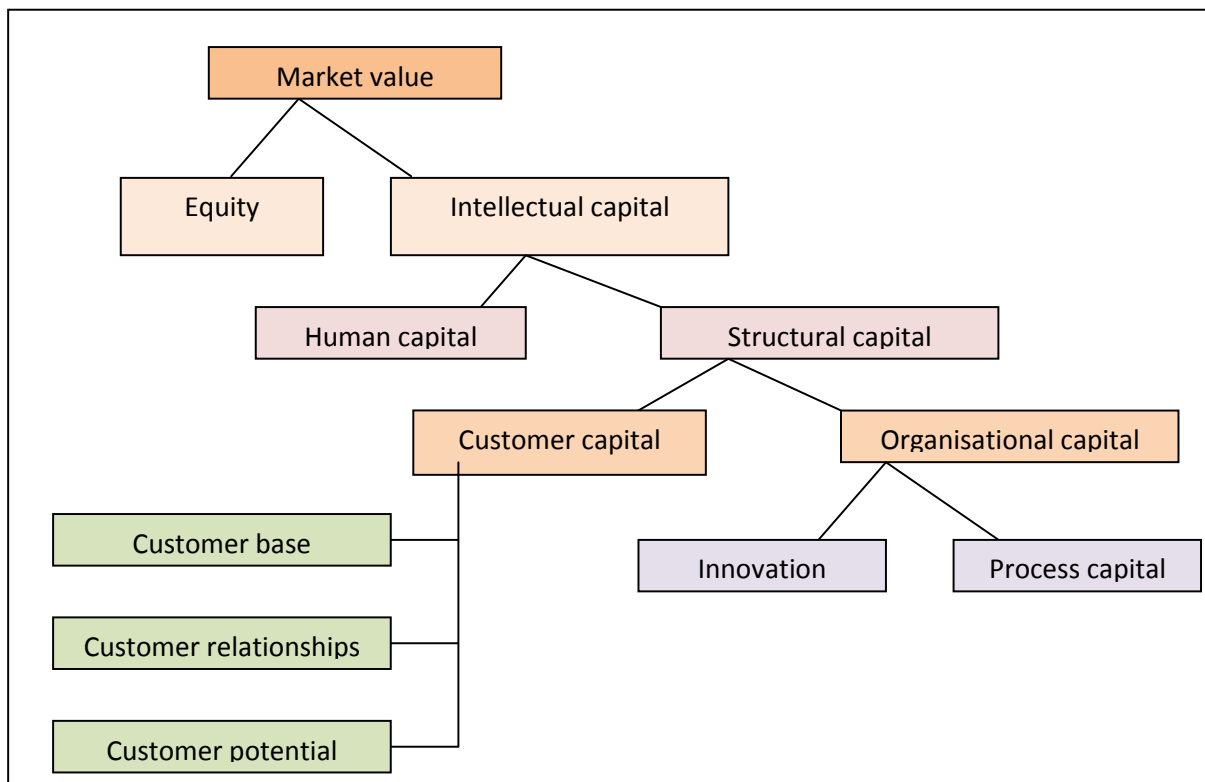 Market value
Equity
Intellectual capital
Human capital
Structural capital
Customer capital
Organisational capital
Customer base
Innovation
Process capital
Customer relationships
Customer potential